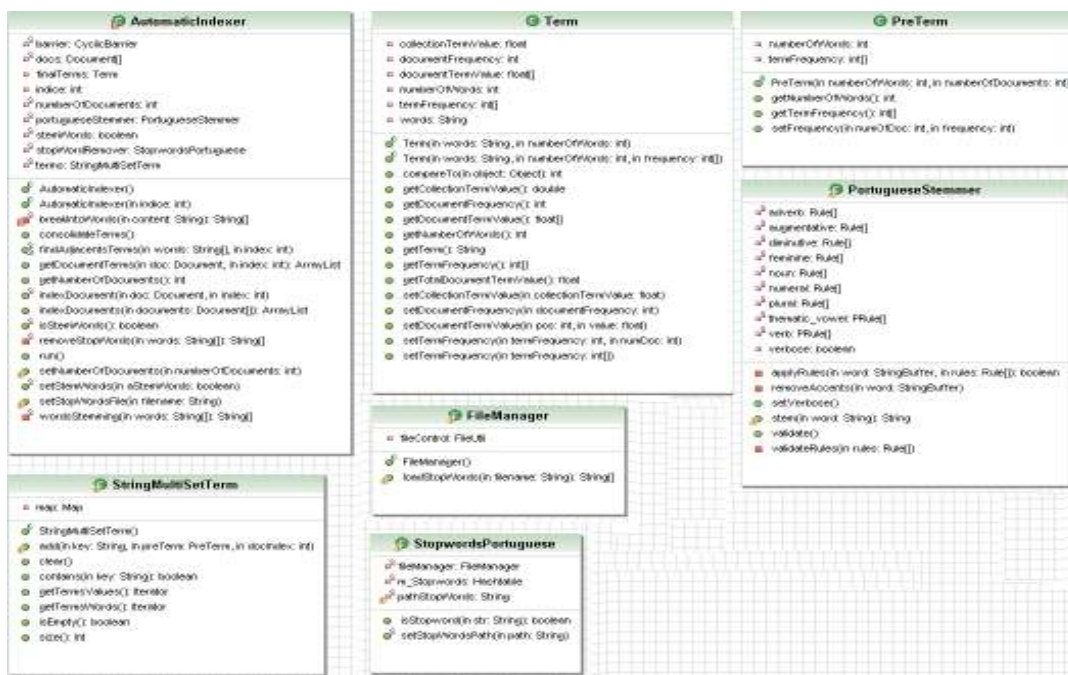 AutomaticIndexer
barrier: CyclicBarrier
docs: Document[]
finalTerms: Term
indice: int
numberOfDocuments: int
portugueseStemmer: PortugueseStemmer
stemWords: boolean
stopWordRemover: StopwordsPortuguese
terms: StringMultiSetTerm
AutomaticIndexer()
AutomaticIndexer(in indice: int)
breakIntoWords(in content: String): String[]
consolidateTerms()
findAdjacentsTerms(in words: String[], in index: int)
getDocumentTerms(in doc: Document, in index: int): ArrayList
getNumberOfDocuments(): int
indexDocument(in doc: Document, in index: int)
indexDocuments(in documents: Document[]): ArrayList
isStemWords(): boolean
removeStopWords(in words: String[]): String[]
run()
setNumberOfDocuments(in numberOfDocuments: int)
setStemWords(in aStemWords: boolean)
setStopWordsFile(in filename: String)
wordsStemming(in words: String[]): String[]
StringMultiSetTerm
map: Map
StringMultiSetTerm()
add(in key: String, in preTerm: PreTerm, in docIndex: int)
clear()
contains(in key: String): boolean
getTermsValues(): Iterator
getTermsWords(): Iterator
isEmpty(): boolean
size(): int
Term
collectionTermValue: float
documentFrequency: int
documentTermValue: float[]
numberOfWords: int
termFrequency: int[]
words: String
Term(in words: String, in numberOfWords: int)
Term(in words: String, in numberOfWords: int, in frequency: int[])
compareTo(in object: Object): int
getCollectionTermValue(): double
getDocumentFrequency(): int
getDocumentTermValue(): float[]
getNumberOfWords(): int
getTerm(): String
getTermFrequency(): int[]
getTotalDocumentTermValue(): float
setCollectionTermValue(in collectionTermValue: float)
setDocumentFrequency(in documentFrequency: int)
setDocumentTermValue(in pos: int, in value: float)
setTermFrequency(in termFrequency: int, in numDoc: int)
setTermFrequency(in termFrequency: int[])
FileManager
fileControl: FileUtil
FileManager()
loadStopWords(in filename: String): String[]
StopwordsPortuguese
fileManager: FileManager
m_Stopwords: Hashtable
pathStopWords: String
isStopword(in str: String): boolean
setStopWordsPath(in path: String)
PreTerm
numberOfWords: int
termFrequency: int[]
PreTerm(in numberOfWords: int, in numberOfDocuments: int)
getNumberOfWords(): int
getTermFrequency(): int[]
setFrequency(in numOfDoc: int, in frequency: int)
PortugueseStemmer
adverb: Rule[]
augmentative: Rule[]
diminutive: Rule[]
feminine: Rule[]
noun: Rule[]
numeral: Rule[]
plural: Rule[]
thematic_vowel: PRule[]
verb: PRule[]
verbose: boolean
applyRules(in word: StringBuffer, in rules: Rule[]): boolean
removeAccents(in word: StringBuffer)
setVerbose()
stem(in word: String): String
validate()
validateRules(in rules: Rule[])